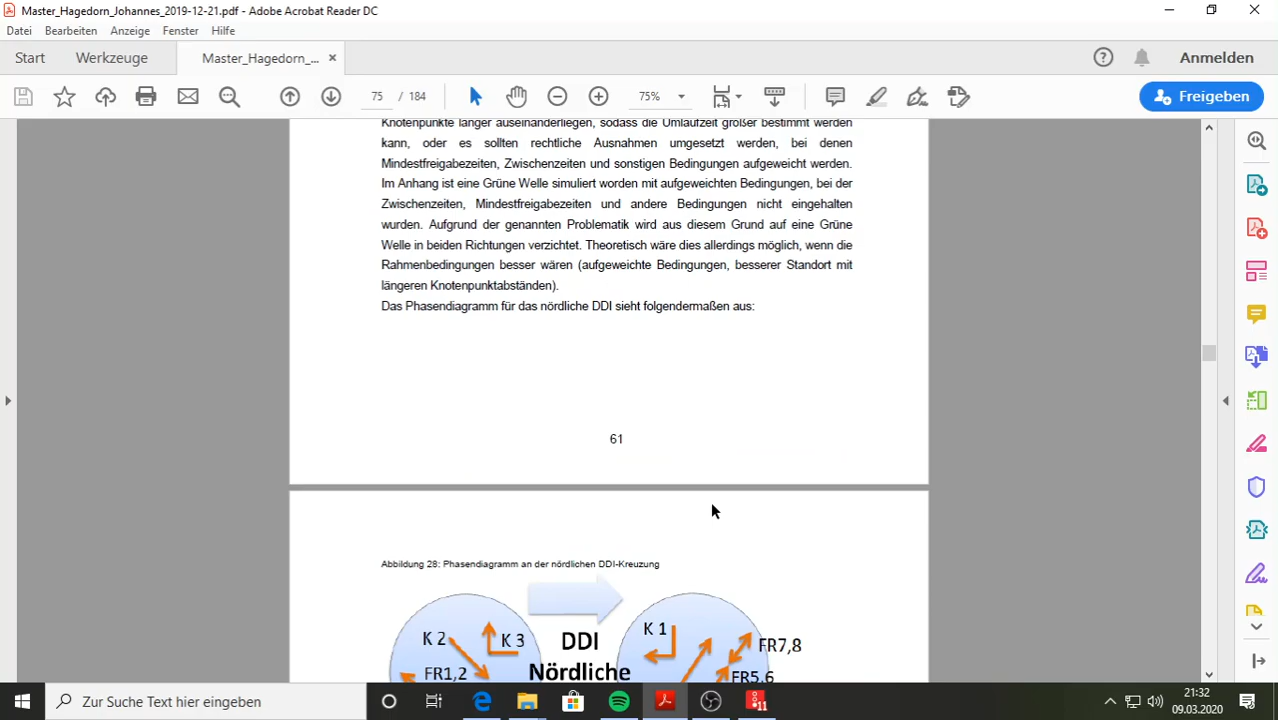 Master_Hagedorn_Johannes_2019-12-21.pdf - Adobe Acrobat Reader DC
Datei Bearbeiten Anzeige Fenster Hilfe
Start Werkzeuge Master_Hagedorn_... × Anmelden
75 / 184 75% Freigeben
Knotenpunkte länger auseinanderliegen, sodass die Umlaufzeit größer bestimmt werden
kann, oder es sollten rechtliche Ausnahmen umgesetzt werden, bei denen
Mindestfreigabezeiten, Zwischenzeiten und sonstigen Bedingungen aufgeweicht werden.
Im Anhang ist eine Grüne Welle simuliert worden mit aufgeweichten Bedingungen, bei der
Zwischenzeiten, Mindestfreigabezeiten und andere Bedingungen nicht eingehalten
wurden. Aufgrund der genannten Problematik wird aus diesem Grund auf eine Grüne
Welle in beiden Richtungen verzichtet. Theoretisch wäre dies allerdings möglich, wenn die
Rahmenbedingungen besser wären (aufgeweichte Bedingungen, besserer Standort mit
längeren Knotenpunktabständen).
Das Phasendiagramm für das nördliche DDI sieht folgendermaßen aus:
61
Abbildung 28: Phasendiagramm an der nördlichen DDI-Kreuzung
K 2 K 3 DDI K 1 FR7,8
FR1,2 Nördliche FR5,6
Zur Suche Text hier eingeben
11
21:32
09.03.2020